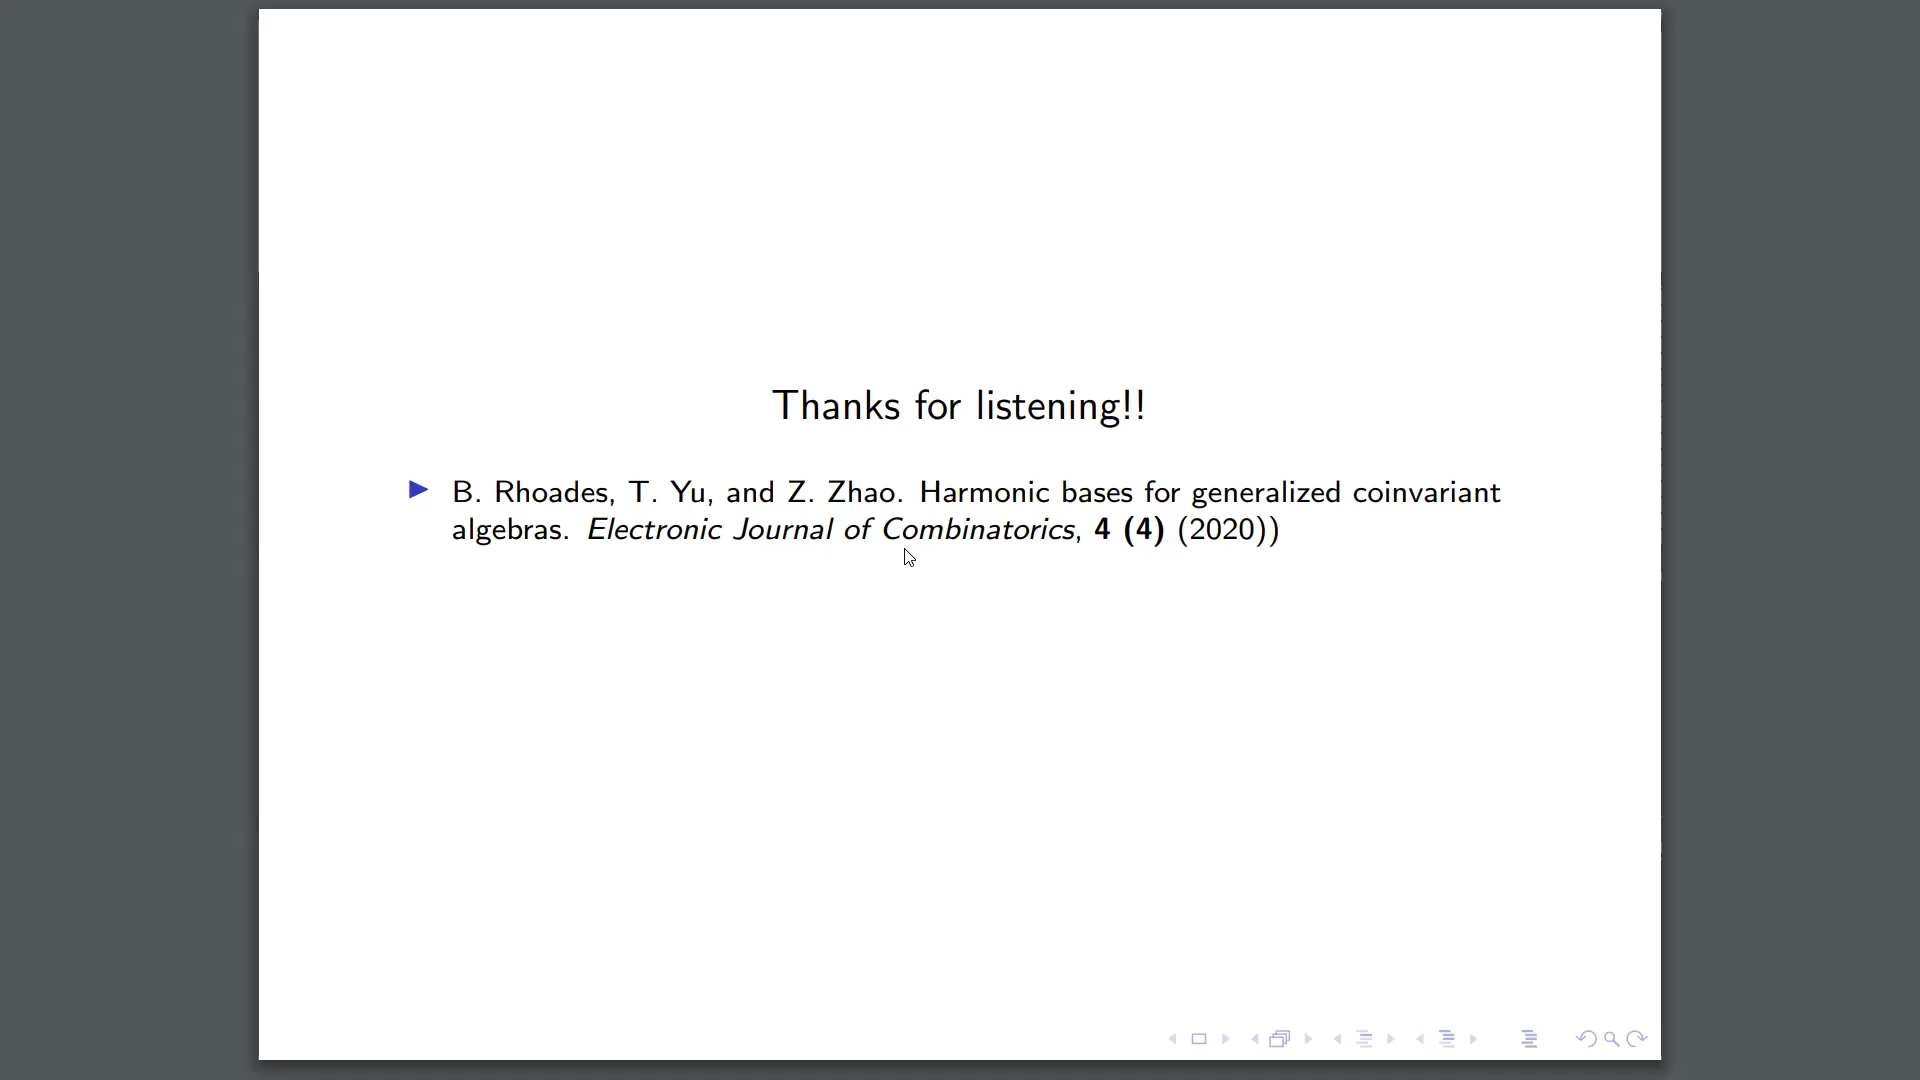 Thanks for listening!!
B. Rhoades, T. Yu, and Z. Zhao. Harmonic bases for generalized coinvariant
algebras. Electronic Journal of Combinatorics, 4 (4) (2020))